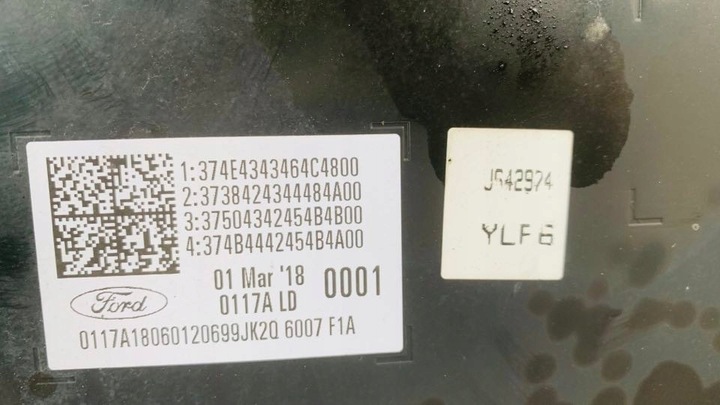 1:374E4343464C4800
2:3738424344484A00
3:37504342454B4B00
4:374B4442454B4A00
01 Mar '18 0001
0117A LD
Ford
0117A18060120699JK2Q 6007 F1A
YLF6